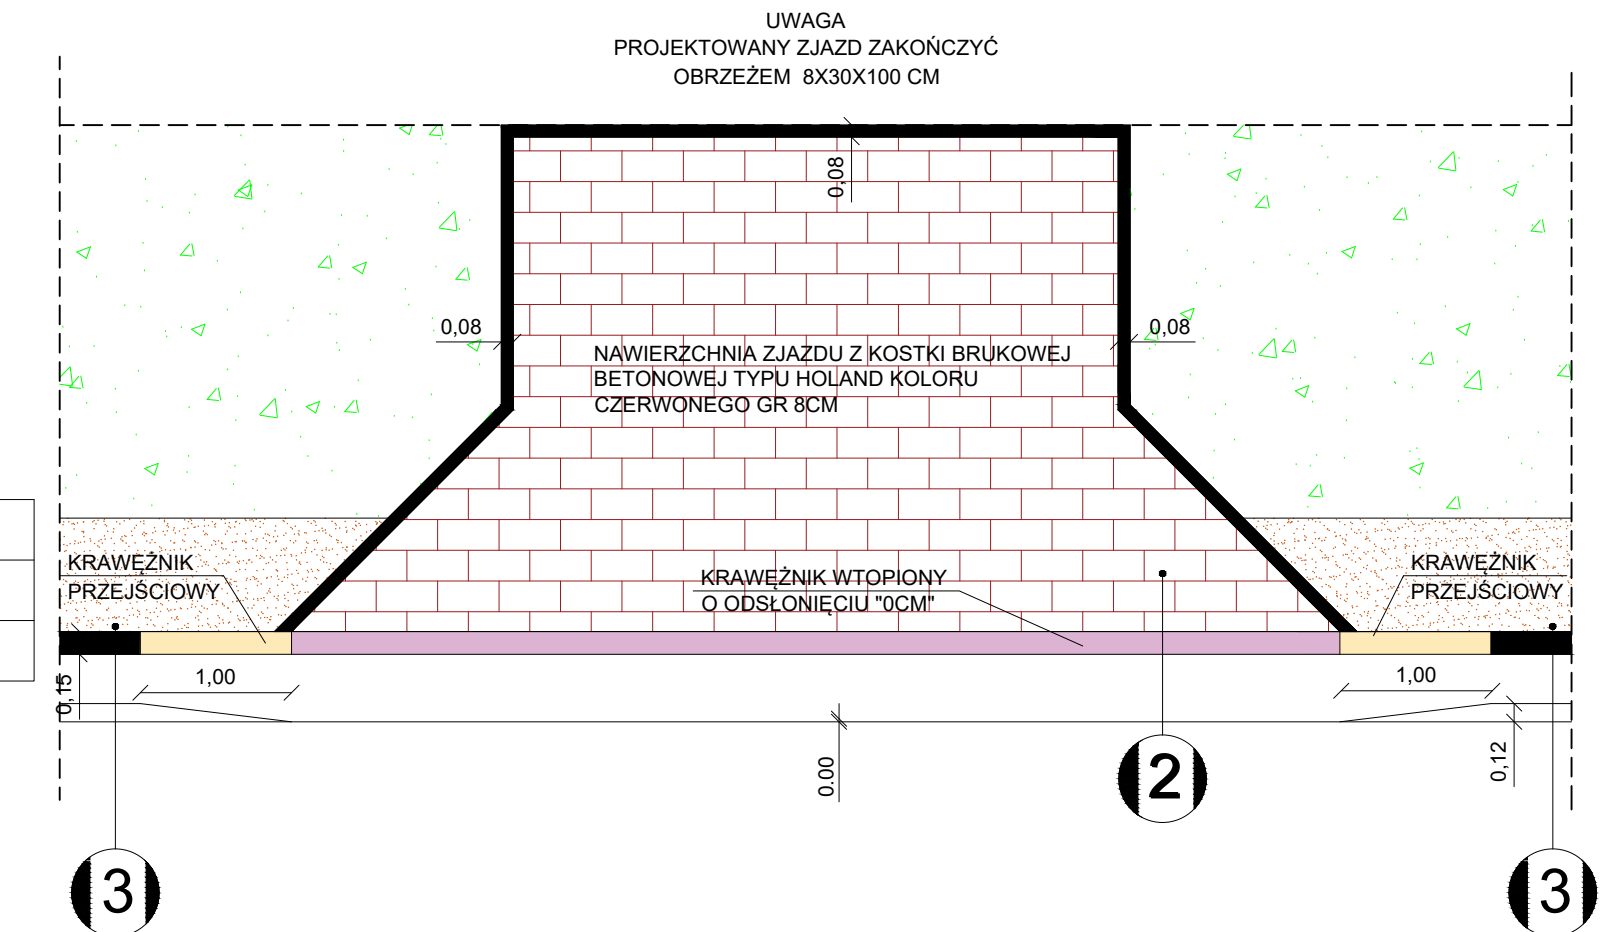 UWAGA
PROJEKTOWANY ZJAZD ZAKOŃCZYĆ
OBRZEŻEM 8X30X100 CM
0,08
0,08
0,08
NAWIERZCHNIA ZJAZDU Z KOSTKI BRUKOWEJ
BETONOWEJ TYPU HOLAND KOLORU
CZERWONEGO GR 8CM
KRAWĘŻNIK
PRZEJŚCIOWY
KRAWĘŻNIK WTOPIONY
O ODSŁONIĘCIU "0CM"
KRAWĘŻNIK
PRZEJŚCIOWY
0,15
1,00
1,00
0.00
2
0,12
3
3